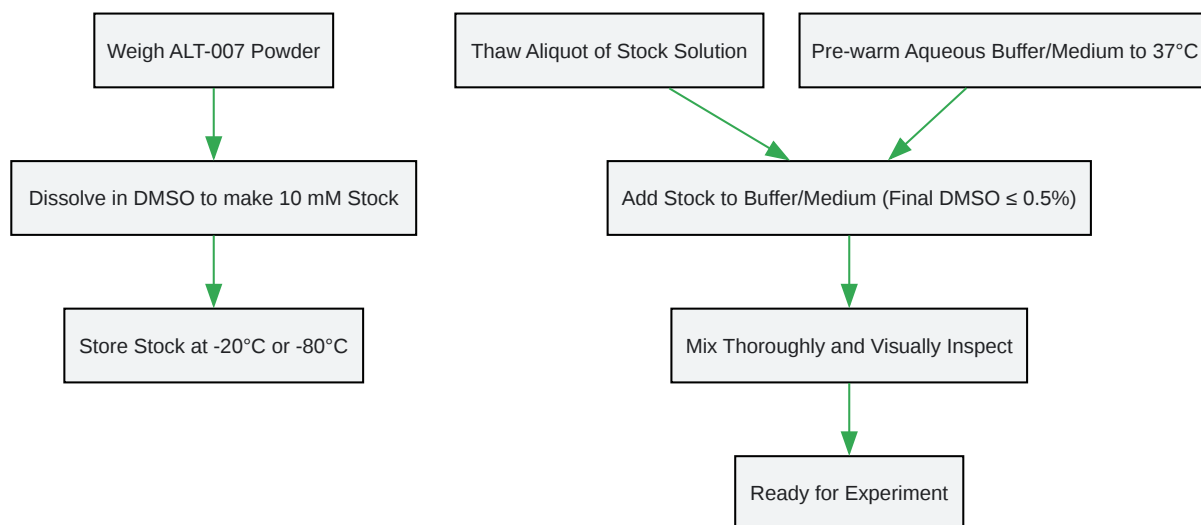 Weigh ALT-007 Powder
Dissolve in DMSO to make 10 mM Stock
Store Stock at -20°C or -80°C
Thaw Aliquot of Stock Solution
Pre-warm Aqueous Buffer/Medium to 37°C
Add Stock to Buffer/Medium (Final DMSO ≤ 0.5%)
Mix Thoroughly and Visually Inspect
Ready for Experiment